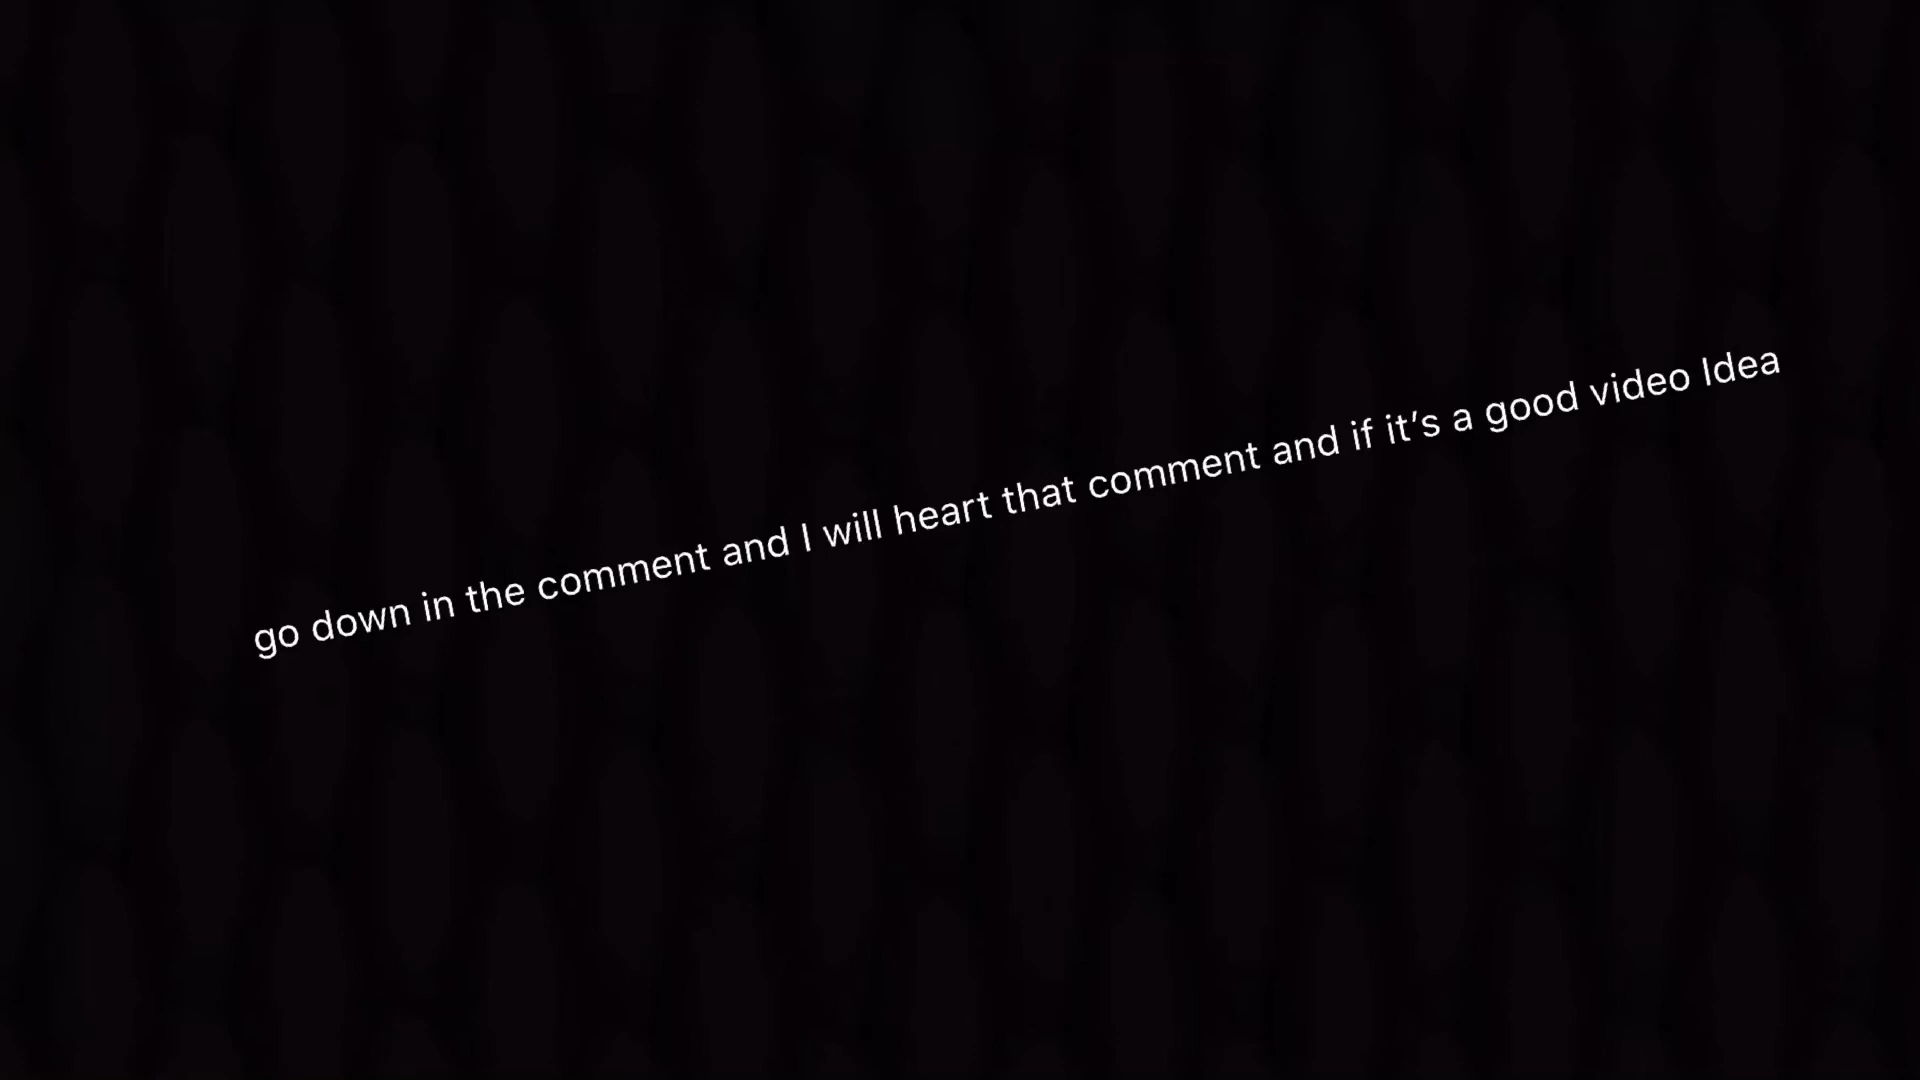 go down in the comment and I will heart that comment and if it’s a good video Idea